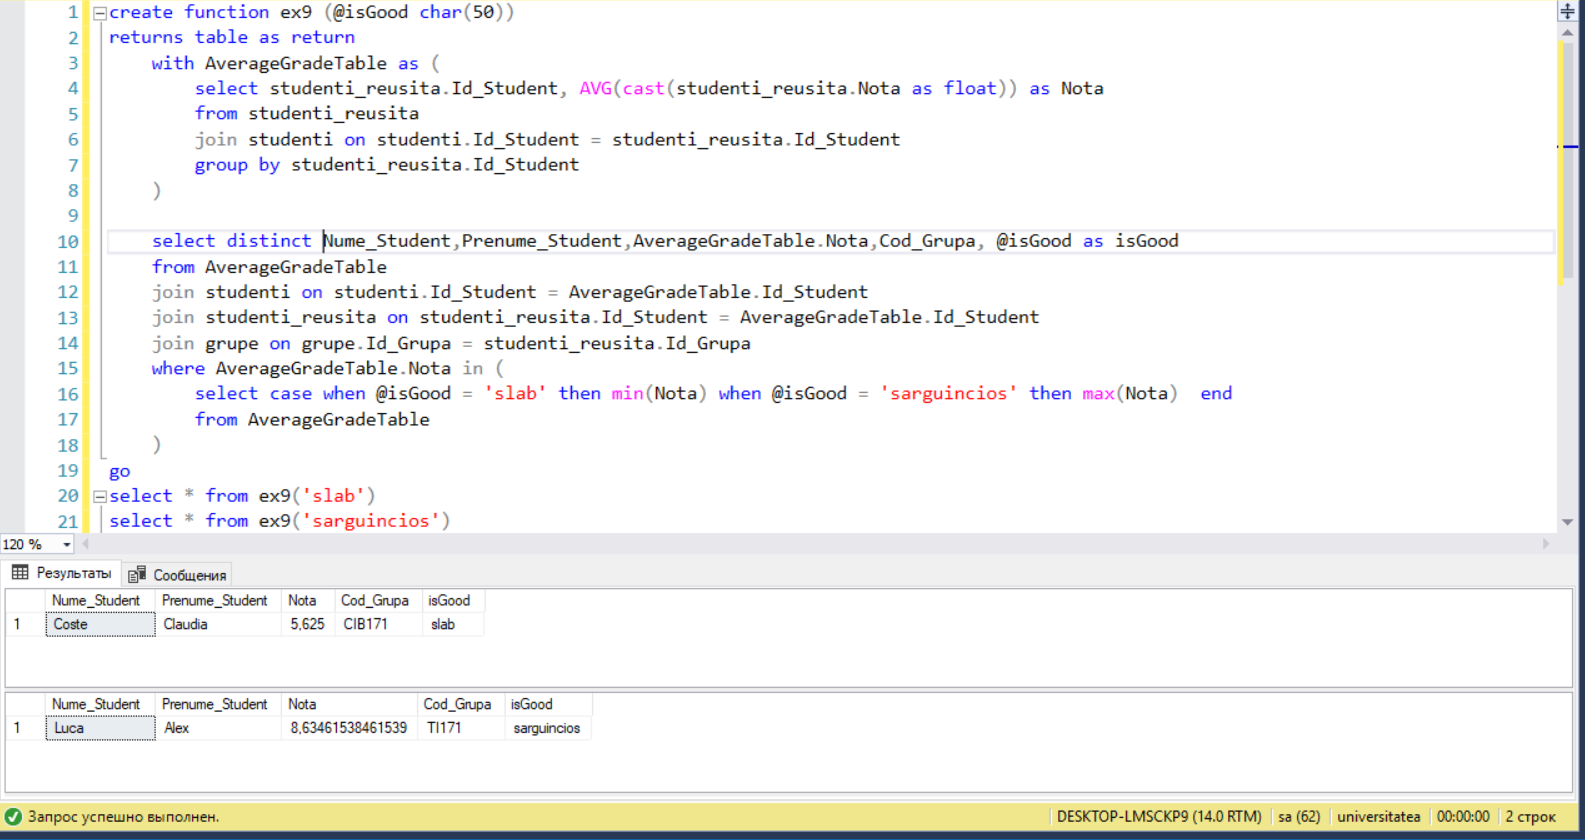 1 create function ex9 (@isGood char(50))
2 returns table as return
3 with AverageGradeTable as (
4 select studenti_reusita.Id_Student, AVG(cast(studenti_reusita.Nota as float)) as Nota
5 from studenti_reusita
6 join studenti on studenti.Id_Student = studenti_reusita.Id_Student
7 group by studenti_reusita.Id_Student
8 )
9
10 select distinct Nume_Student,Prenume_Student,AverageGradeTable.Nota,Cod_Grupa, @isGood as isGood
11 from AverageGradeTable
12 join studenti on studenti.Id_Student = AverageGradeTable.Id_Student
13 join studenti_reusita on studenti_reusita.Id_Student = AverageGradeTable.Id_Student
14 join grupe on grupe.Id_Grupa = studenti_reusita.Id_Grupa
15 where AverageGradeTable.Nota in (
16 select case when @isGood = 'slab' then min(Nota) when @isGood = 'sarguincios' then max(Nota)  end
17 from AverageGradeTable
18 )
19 go
20 select * from ex9('slab')
21 select * from ex9('sarguincios')
120 %
Результаты Сообщения
Nume_Student Prenume_Student Nota Cod_Grupa isGood
1 Coste Claudia 5,625 CIB171 slab
Nume_Student Prenume_Student Nota Cod_Grupa isGood
1 Luca Alex 8,63461538461539 TI171 sarguincios
Запрос успешно выполнен. DESKTOP-LMSCKP9 (14.0 RTM) sa (62) universitatea 00:00:00 2 строк